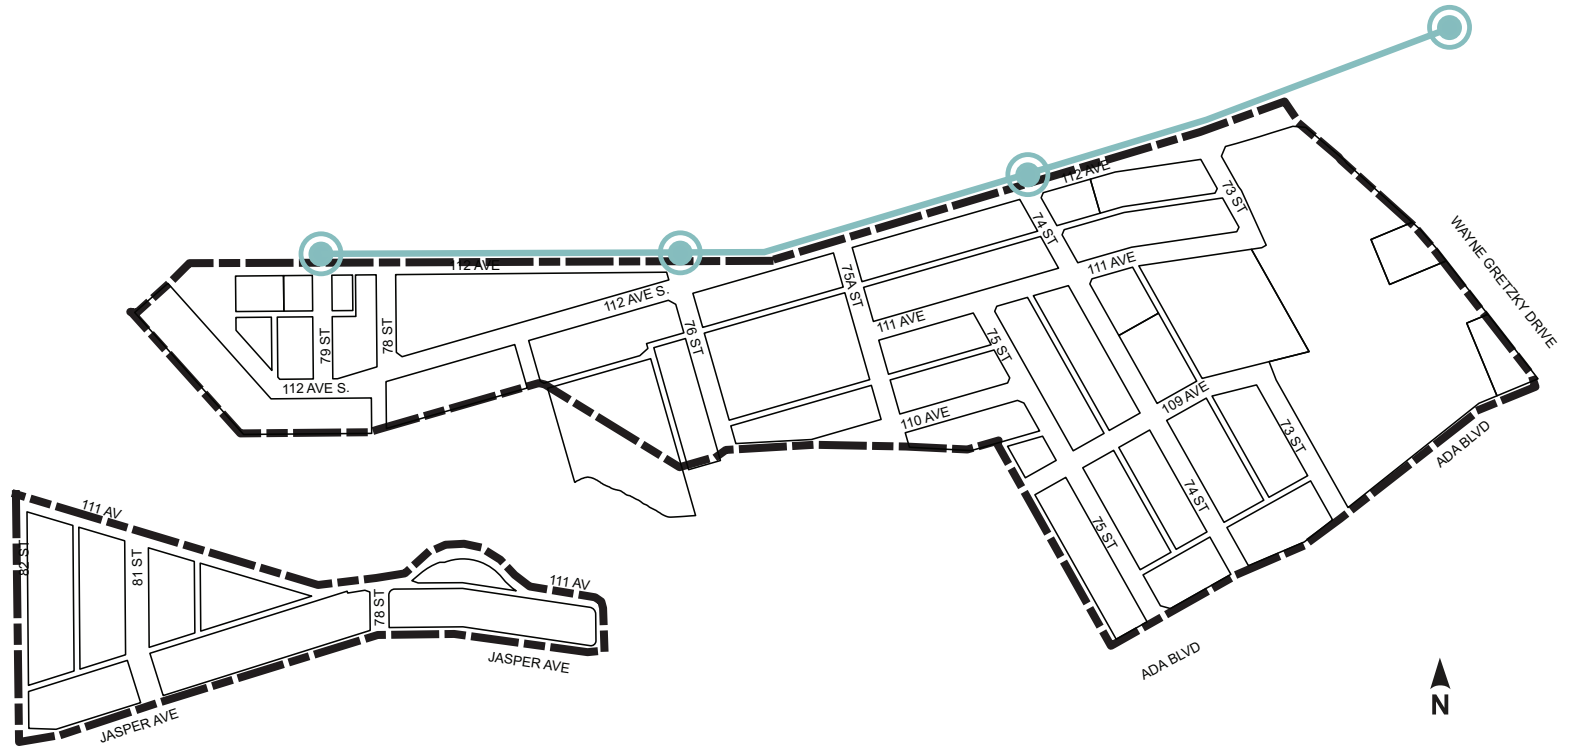 112 AVE
73 ST
74 ST
WAYNE GRETZKY DRIVE
112 AVE
111 AVE
75A ST
112 AVE S.
111 AVE
79 ST
78 ST
76 ST
75 ST
112 AVE S.
109 AVE
110 AVE
73 ST
ADA BLVD
74 ST
75 ST
111 AV
82 ST
81 ST
111 AV
78 ST
JASPER AVE
ADA BLVD
JASPER AVE
N